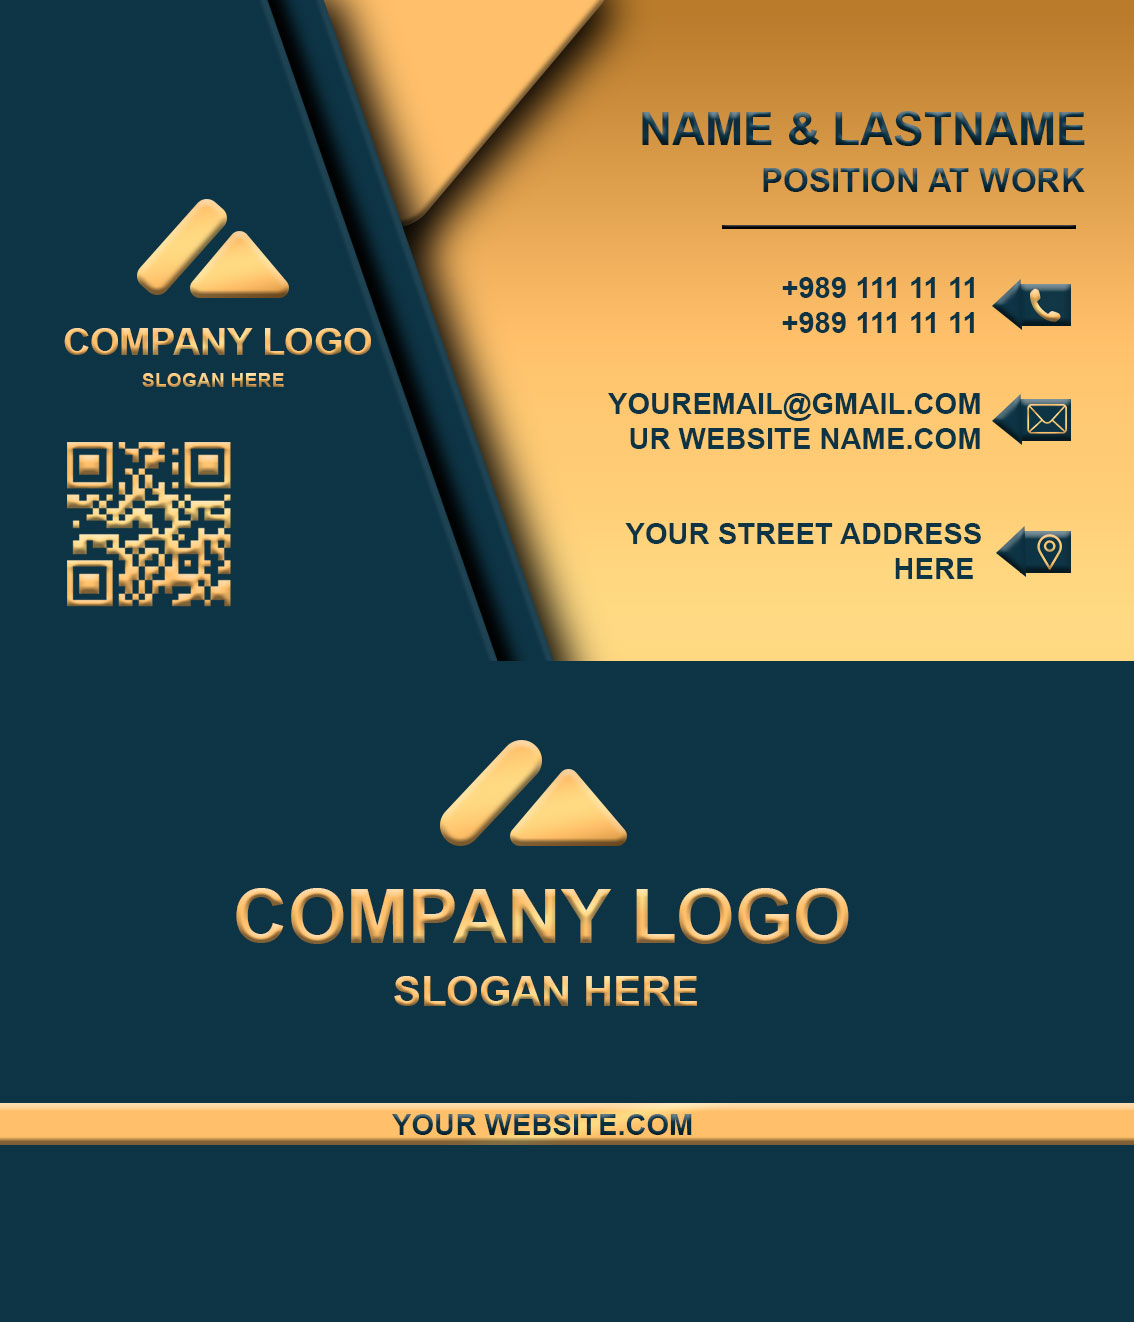 COMPANY LOGO
SLOGAN HERE
NAME & LASTNAME
POSITION AT WORK
+989 111 11 11
+989 111 11 11
YOUREMAIL@GMAIL.COM
UR WEBSITE NAME.COM
YOUR STREET ADDRESS
HERE
COMPANY LOGO
SLOGAN HERE
YOUR WEBSITE.COM